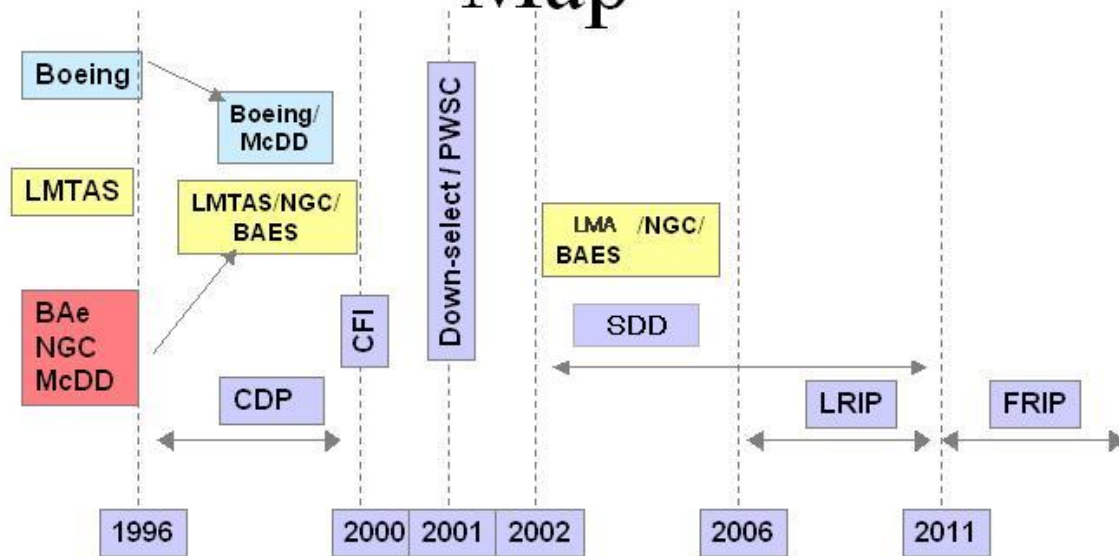 Map
Boeing
Boeing/
McDD
LMTAS
LMTAS/NGC/
BAES
BAe
NGC
McDD
CDP
CFI
Down-select / PWSC
LMA /NGC/
BAES
SDD
LRIP
FRIP
1996
2000
2001
2002
2006
2011